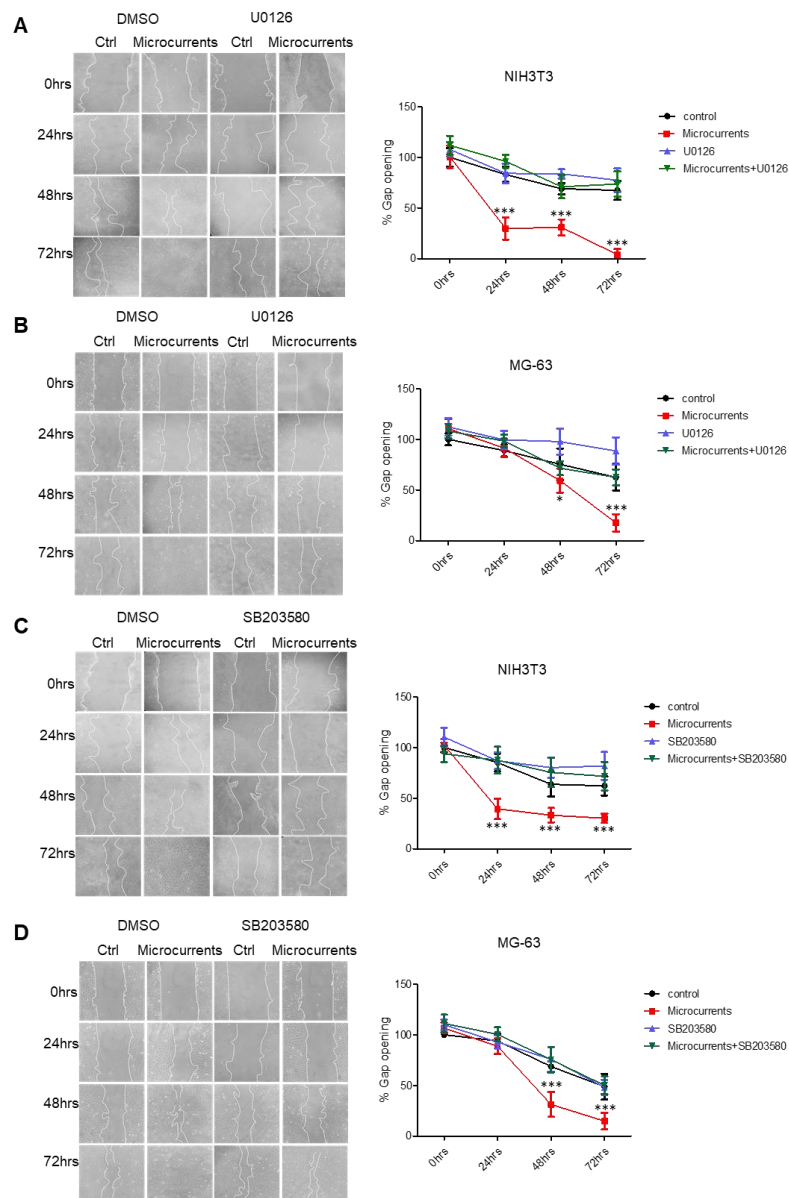 A
DMSO U0126
Ctrl Microcurrents Ctrl Microcurrents
0hrs
24hrs
48hrs
72hrs
NIH3T3
% Gap opening
150
100
50
0
*** *** ***
0hrs 24hrs 48hrs 72hrs
control
Microcurrents
U0126
Microcurrents+U0126
B
DMSO U0126
Ctrl Microcurrents Ctrl Microcurrents
0hrs
24hrs
48hrs
72hrs
MG-63
% Gap opening
150
100
50
0
* ***
0hrs 24hrs 48hrs 72hrs
control
Microcurrents
U0126
Microcurrents+U0126
C
DMSO SB203580
Ctrl Microcurrents Ctrl Microcurrents
0hrs
24hrs
48hrs
72hrs
NIH3T3
% Gap opening
150
100
50
0
*** *** ***
0hrs 24hrs 48hrs 72hrs
control
Microcurrents
SB203580
Microcurrents+SB203580
D
DMSO SB203580
Ctrl Microcurrents Ctrl Microcurrents
0hrs
24hrs
48hrs
72hrs
MG-63
% Gap opening
150
100
50
0
*** ***
0hrs 24hrs 48hrs 72hrs
control
Microcurrents
SB203580
Microcurrents+SB203580